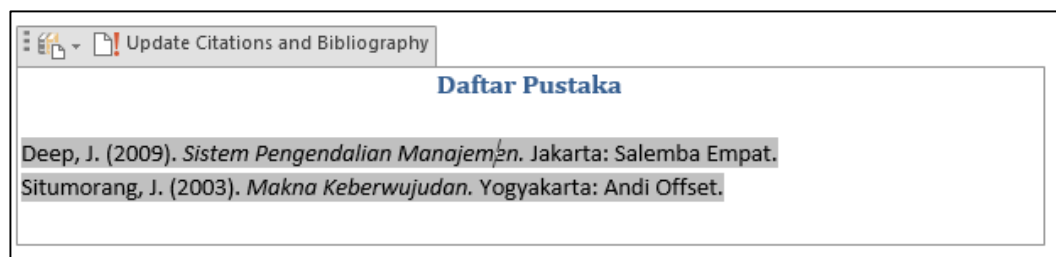 Update Citations and Bibliography
Daftar Pustaka
Deep, J. (2009). Sistem Pengendalian Manajemen. Jakarta: Salemba Empat.
Situmorang, J. (2003). Makna Keberwujudan. Yogyakarta: Andi Offset.